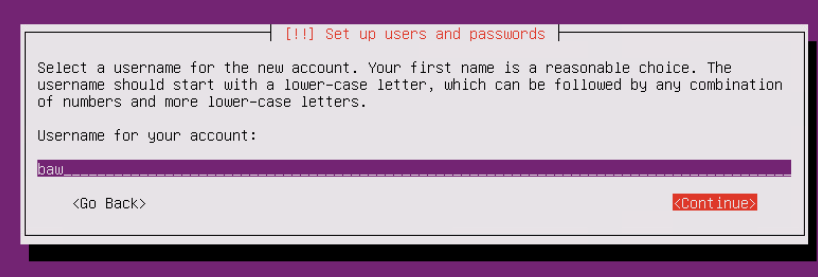 [!!] Set up users and passwords
Select a username for the new account. Your first name is a reasonable choice. The
username should start with a lower-case letter, which can be followed by any combination
of numbers and more lower-case letters.
Username for your account:
baw
<Go Back> <Continue>